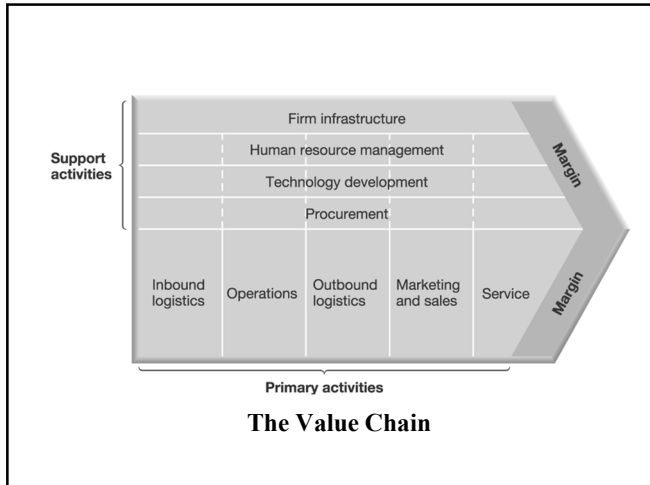 Firm infrastructure
Support
activities
Human resource management
Technology development
Procurement
Margin
Inbound
logistics
Operations
Outbound
logistics
Marketing
and sales
Service
Margin
Primary activities
The Value Chain